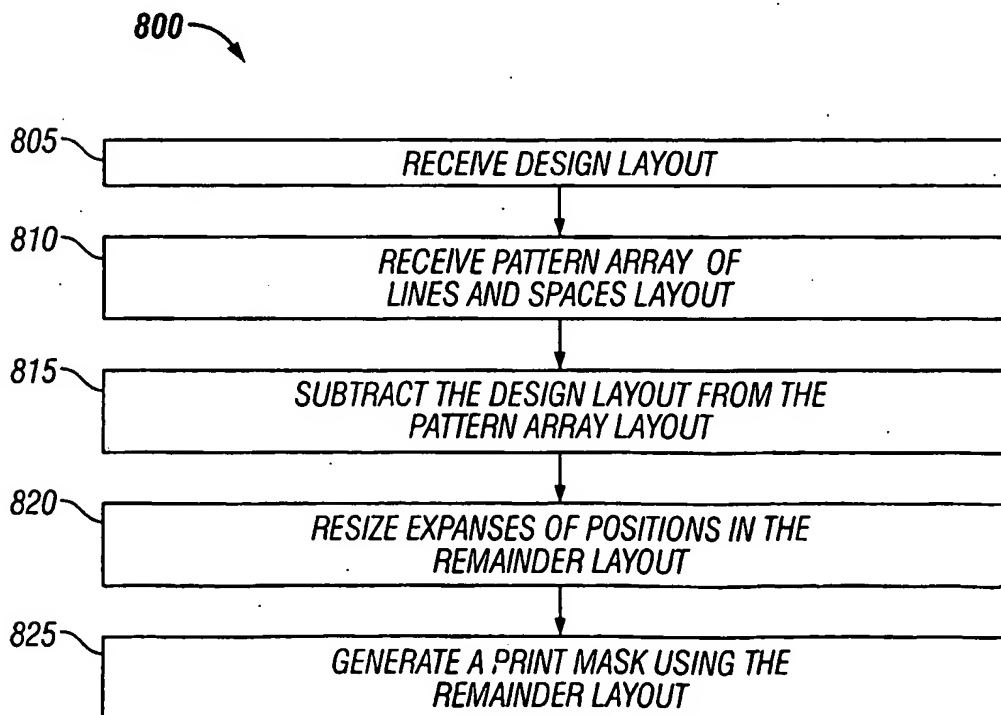 800
805
RECEIVE DESIGN LAYOUT
810
RECEIVE PATTERN ARRAY OF
LINES AND SPACES LAYOUT
815
SUBTRACT THE DESIGN LAYOUT FROM THE
PATTERN ARRAY LAYOUT
820
RESIZE EXPANSES OF POSITIONS IN THE
REMAINDER LAYOUT
825
GENERATE A PRINT MASK USING THE
REMAINDER LAYOUT